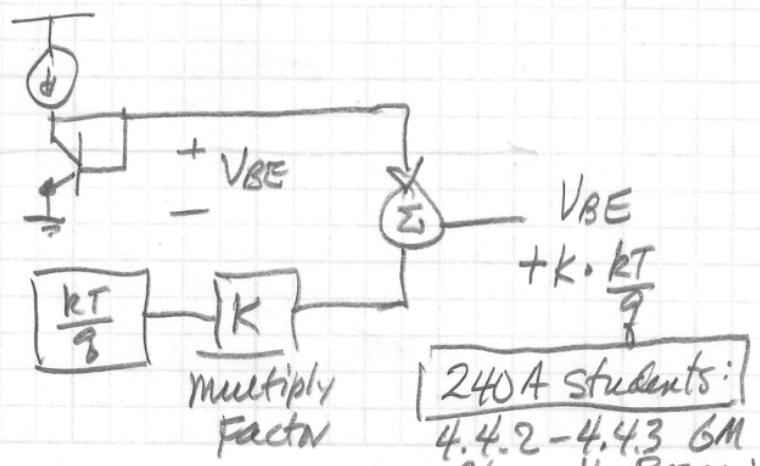 +
VBE
−
Σ
VBE
+K · kT
q
kT
q
K
multiply
Factor
240A Students:
4.4.2 - 4.4.3 GM